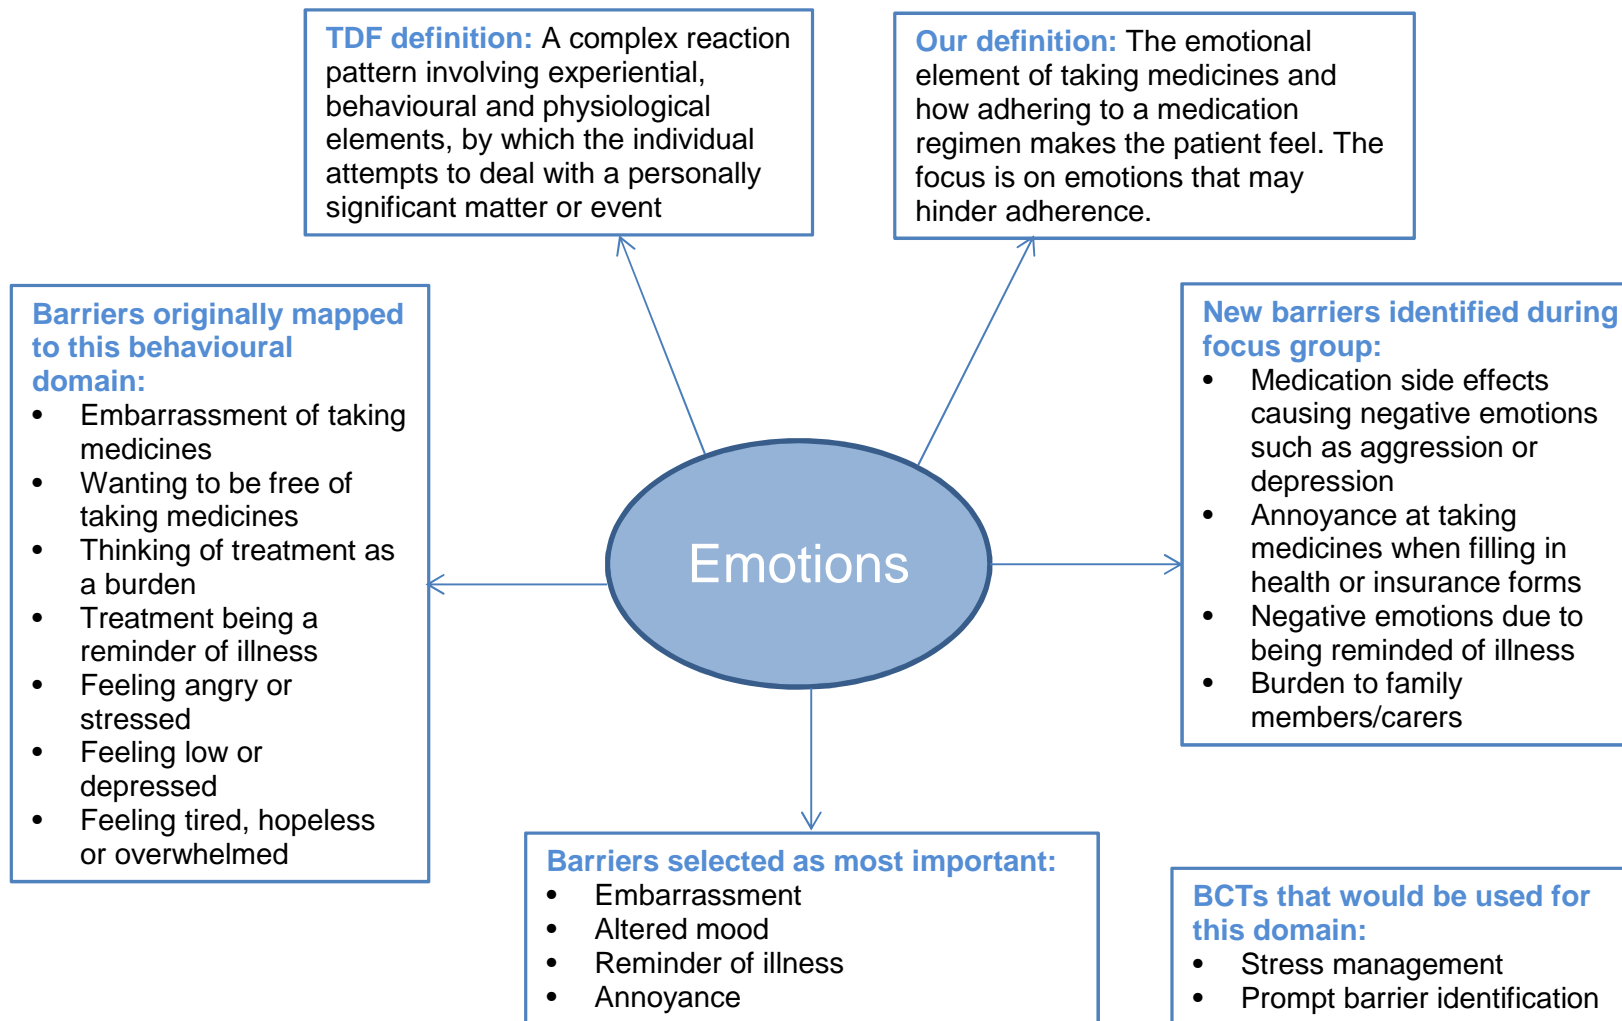 TDF definition: A complex reaction
pattern involving experiential,
behavioural and physiological
elements, by which the individual
attempts to deal with a personally
significant matter or event
Our definition: The emotional
element of taking medicines and
how adhering to a medication
regimen makes the patient feel. The
focus is on emotions that may
hinder adherence.
Barriers originally mapped
to this behavioural
domain:
• Embarrassment of taking
medicines
• Wanting to be free of
taking medicines
• Thinking of treatment as
a burden
• Treatment being a
reminder of illness
• Feeling angry or
stressed
• Feeling low or
depressed
• Feeling tired, hopeless
or overwhelmed
Emotions
New barriers identified during
focus group:
• Medication side effects
causing negative emotions
such as aggression or
depression
• Annoyance at taking
medicines when filling in
health or insurance forms
• Negative emotions due to
being reminded of illness
• Burden to family
members/carers
Barriers selected as most important:
• Embarrassment
• Altered mood
• Reminder of illness
• Annoyance
BCTs that would be used for
this domain:
• Stress management
• Prompt barrier identification